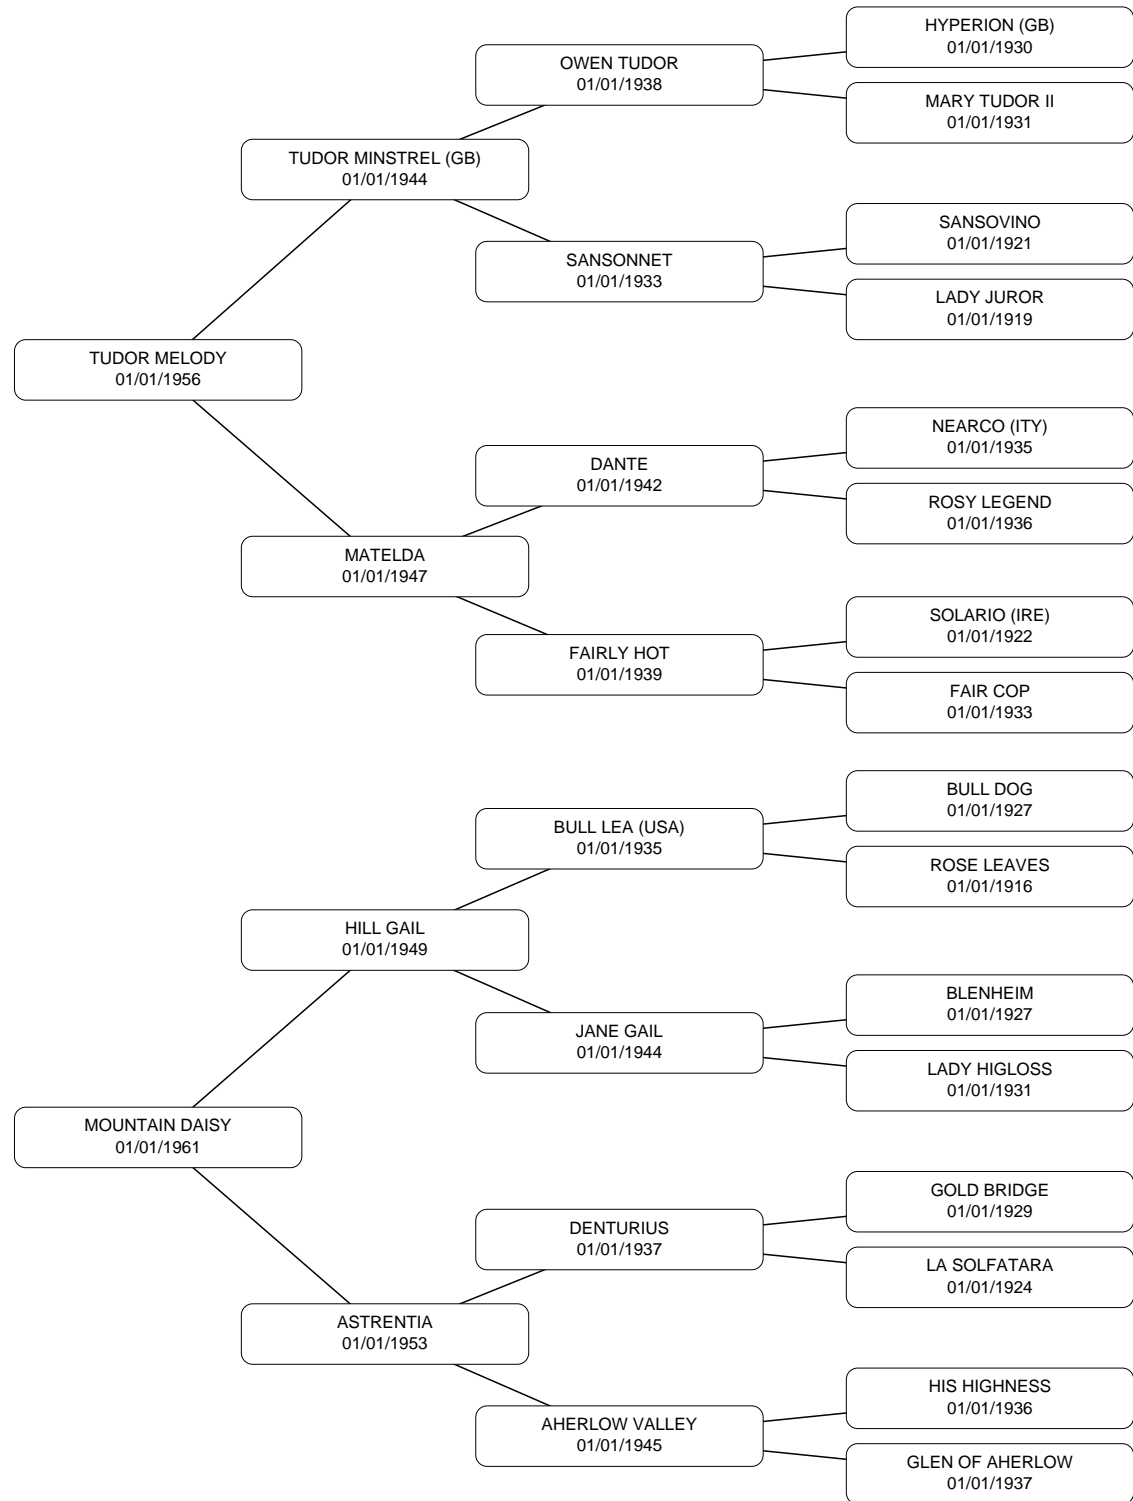 HYPERION (GB)
01/01/1930
OWEN TUDOR
01/01/1938
MARY TUDOR II
01/01/1931
TUDOR MINSTREL (GB)
01/01/1944
SANSOVINO
01/01/1921
SANSONNET
01/01/1933
LADY JUROR
01/01/1919
TUDOR MELODY
01/01/1956
NEARCO (ITY)
01/01/1935
DANTE
01/01/1942
ROSY LEGEND
01/01/1936
MATELDA
01/01/1947
SOLARIO (IRE)
01/01/1922
FAIRLY HOT
01/01/1939
FAIR COP
01/01/1933
BULL DOG
01/01/1927
BULL LEA (USA)
01/01/1935
ROSE LEAVES
01/01/1916
HILL GAIL
01/01/1949
BLENHEIM
01/01/1927
JANE GAIL
01/01/1944
LADY HIGLOSS
01/01/1931
MOUNTAIN DAISY
01/01/1961
GOLD BRIDGE
01/01/1929
DENTURIUS
01/01/1937
LA SOLFATARA
01/01/1924
ASTRENTIA
01/01/1953
HIS HIGHNESS
01/01/1936
AHERLOW VALLEY
01/01/1945
GLEN OF AHERLOW
01/01/1937